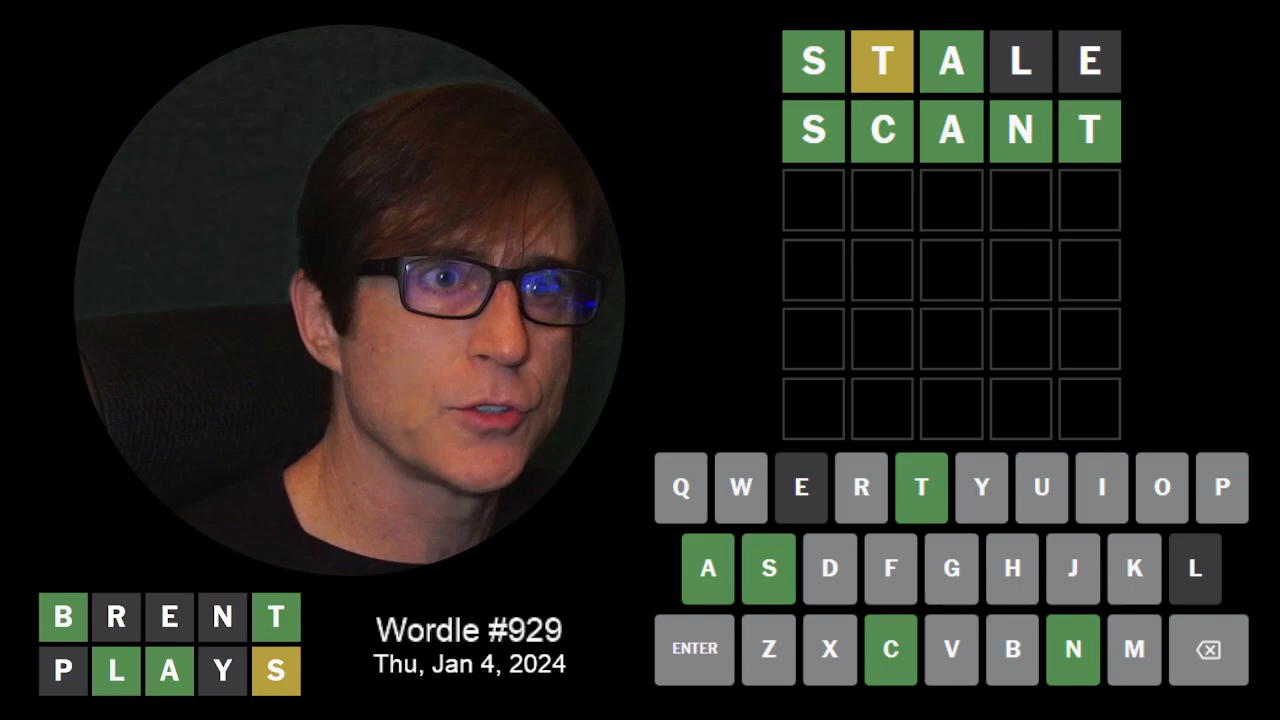 STALE
SCANT
QWERTYUIOP
ASDFGHJKL
ENTER ZXCVBNM
BRENT
PLAYS
Wordle #929
Thu, Jan 4, 2024